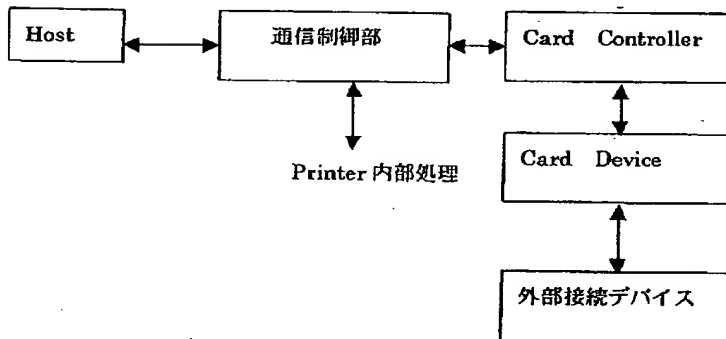 Host
通信制御部
Card Controller
Card Device
Printer 内部処理
外部接続デバイス